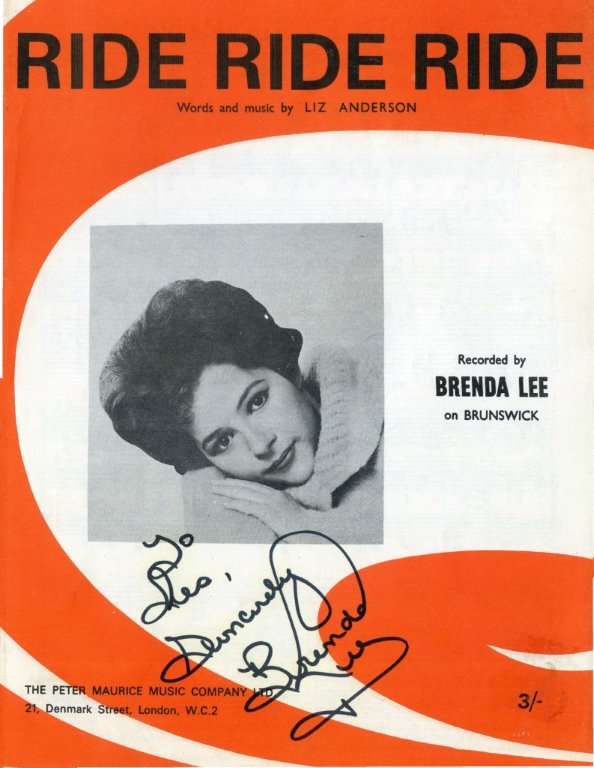 RIDE RIDE RIDE
Words and music by LIZ ANDERSON
Recorded by
BRENDA LEE
on BRUNSWICK
To
Les,
Sincerely
Brenda
Lee
THE PETER MAURICE MUSIC COMPANY LTD
21, Denmark Street, London, W.C.2
3/-